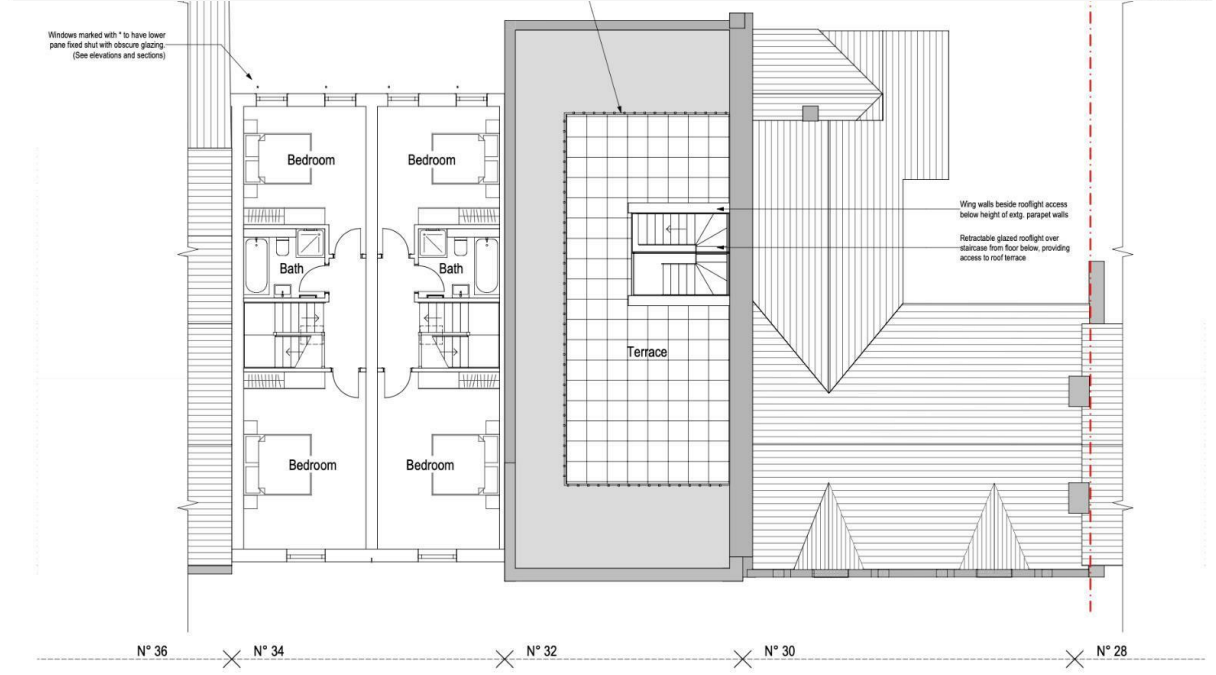 Windows marked with * to have lower
pane fixed shut with obscure glazing.
(See elevations and sections)
Bedroom
Bedroom
Wing walls beside rooflight access
below height of extg. parapet walls
Retractable glazed rooflight over
staircase from floor below, providing
access to roof terrace
Bath
Bath
Terrace
Bedroom
Bedroom
N° 36
N° 34
N° 32
N° 30
N° 28